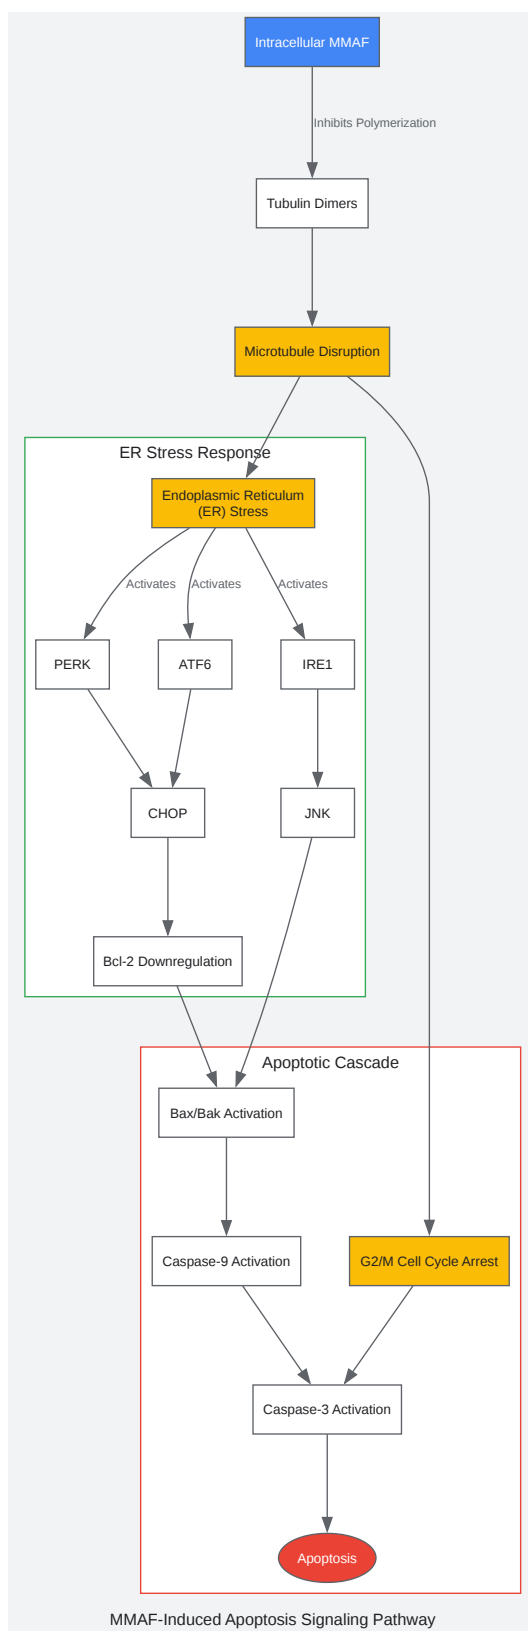 Intracellular MMAF
Inhibits Polymerization
Tubulin Dimers
Microtubule Disruption
ER Stress Response
Endoplasmic Reticulum
(ER) Stress
Activates
Activates
Activates
PERK
ATF6
IRE1
CHOP
JNK
Bcl-2 Downregulation
Apoptotic Cascade
Bax/Bak Activation
Caspase-9 Activation
G2/M Cell Cycle Arrest
Caspase-3 Activation
Apoptosis
MMAF-Induced Apoptosis Signaling Pathway